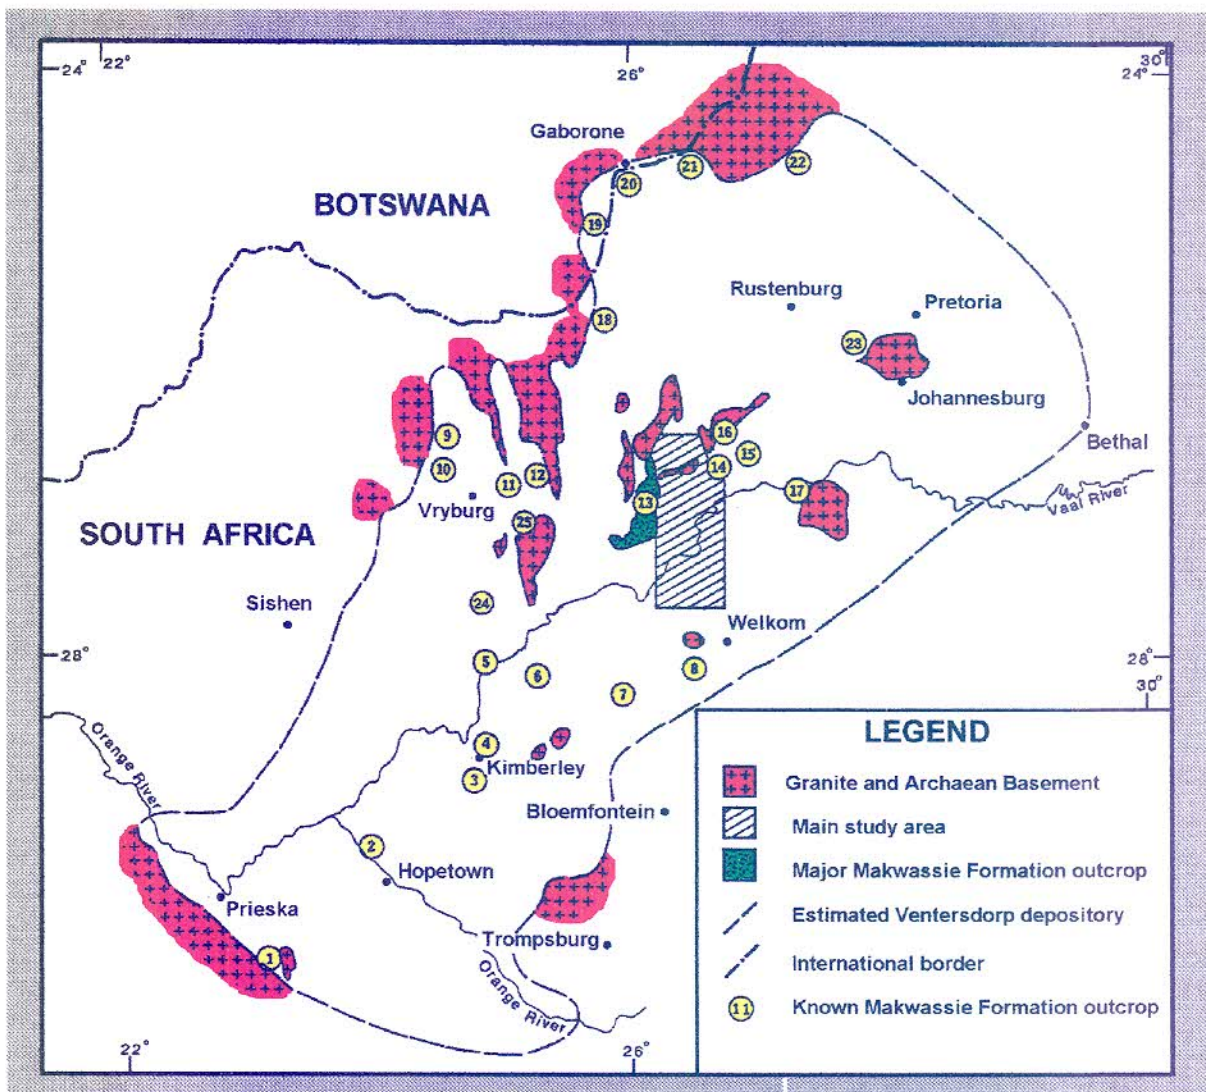 24° 22° 26° 30° 24°
Gaborone
21 22
20
BOTSWANA
19
Rustenburg
Pretoria
18
23
Johannesburg
Bethal
9 16
10 15
11 12 14
Vryburg 13 17
Vaal River
25
SOUTH AFRICA
24
Sishen
Welkom
28° 5 6 8 28°
7 30°
Orange River
4
Kimberley
3
Bloemfontein
2
Hopetown
Prieska
Trompsburg
1
Orange River
LEGEND
Granite and Archaean Basement
Main study area
Major Makwassie Formation outcrop
Estimated Ventersdorp depository
International border
11 Known Makwassie Formation outcrop
22° 26°